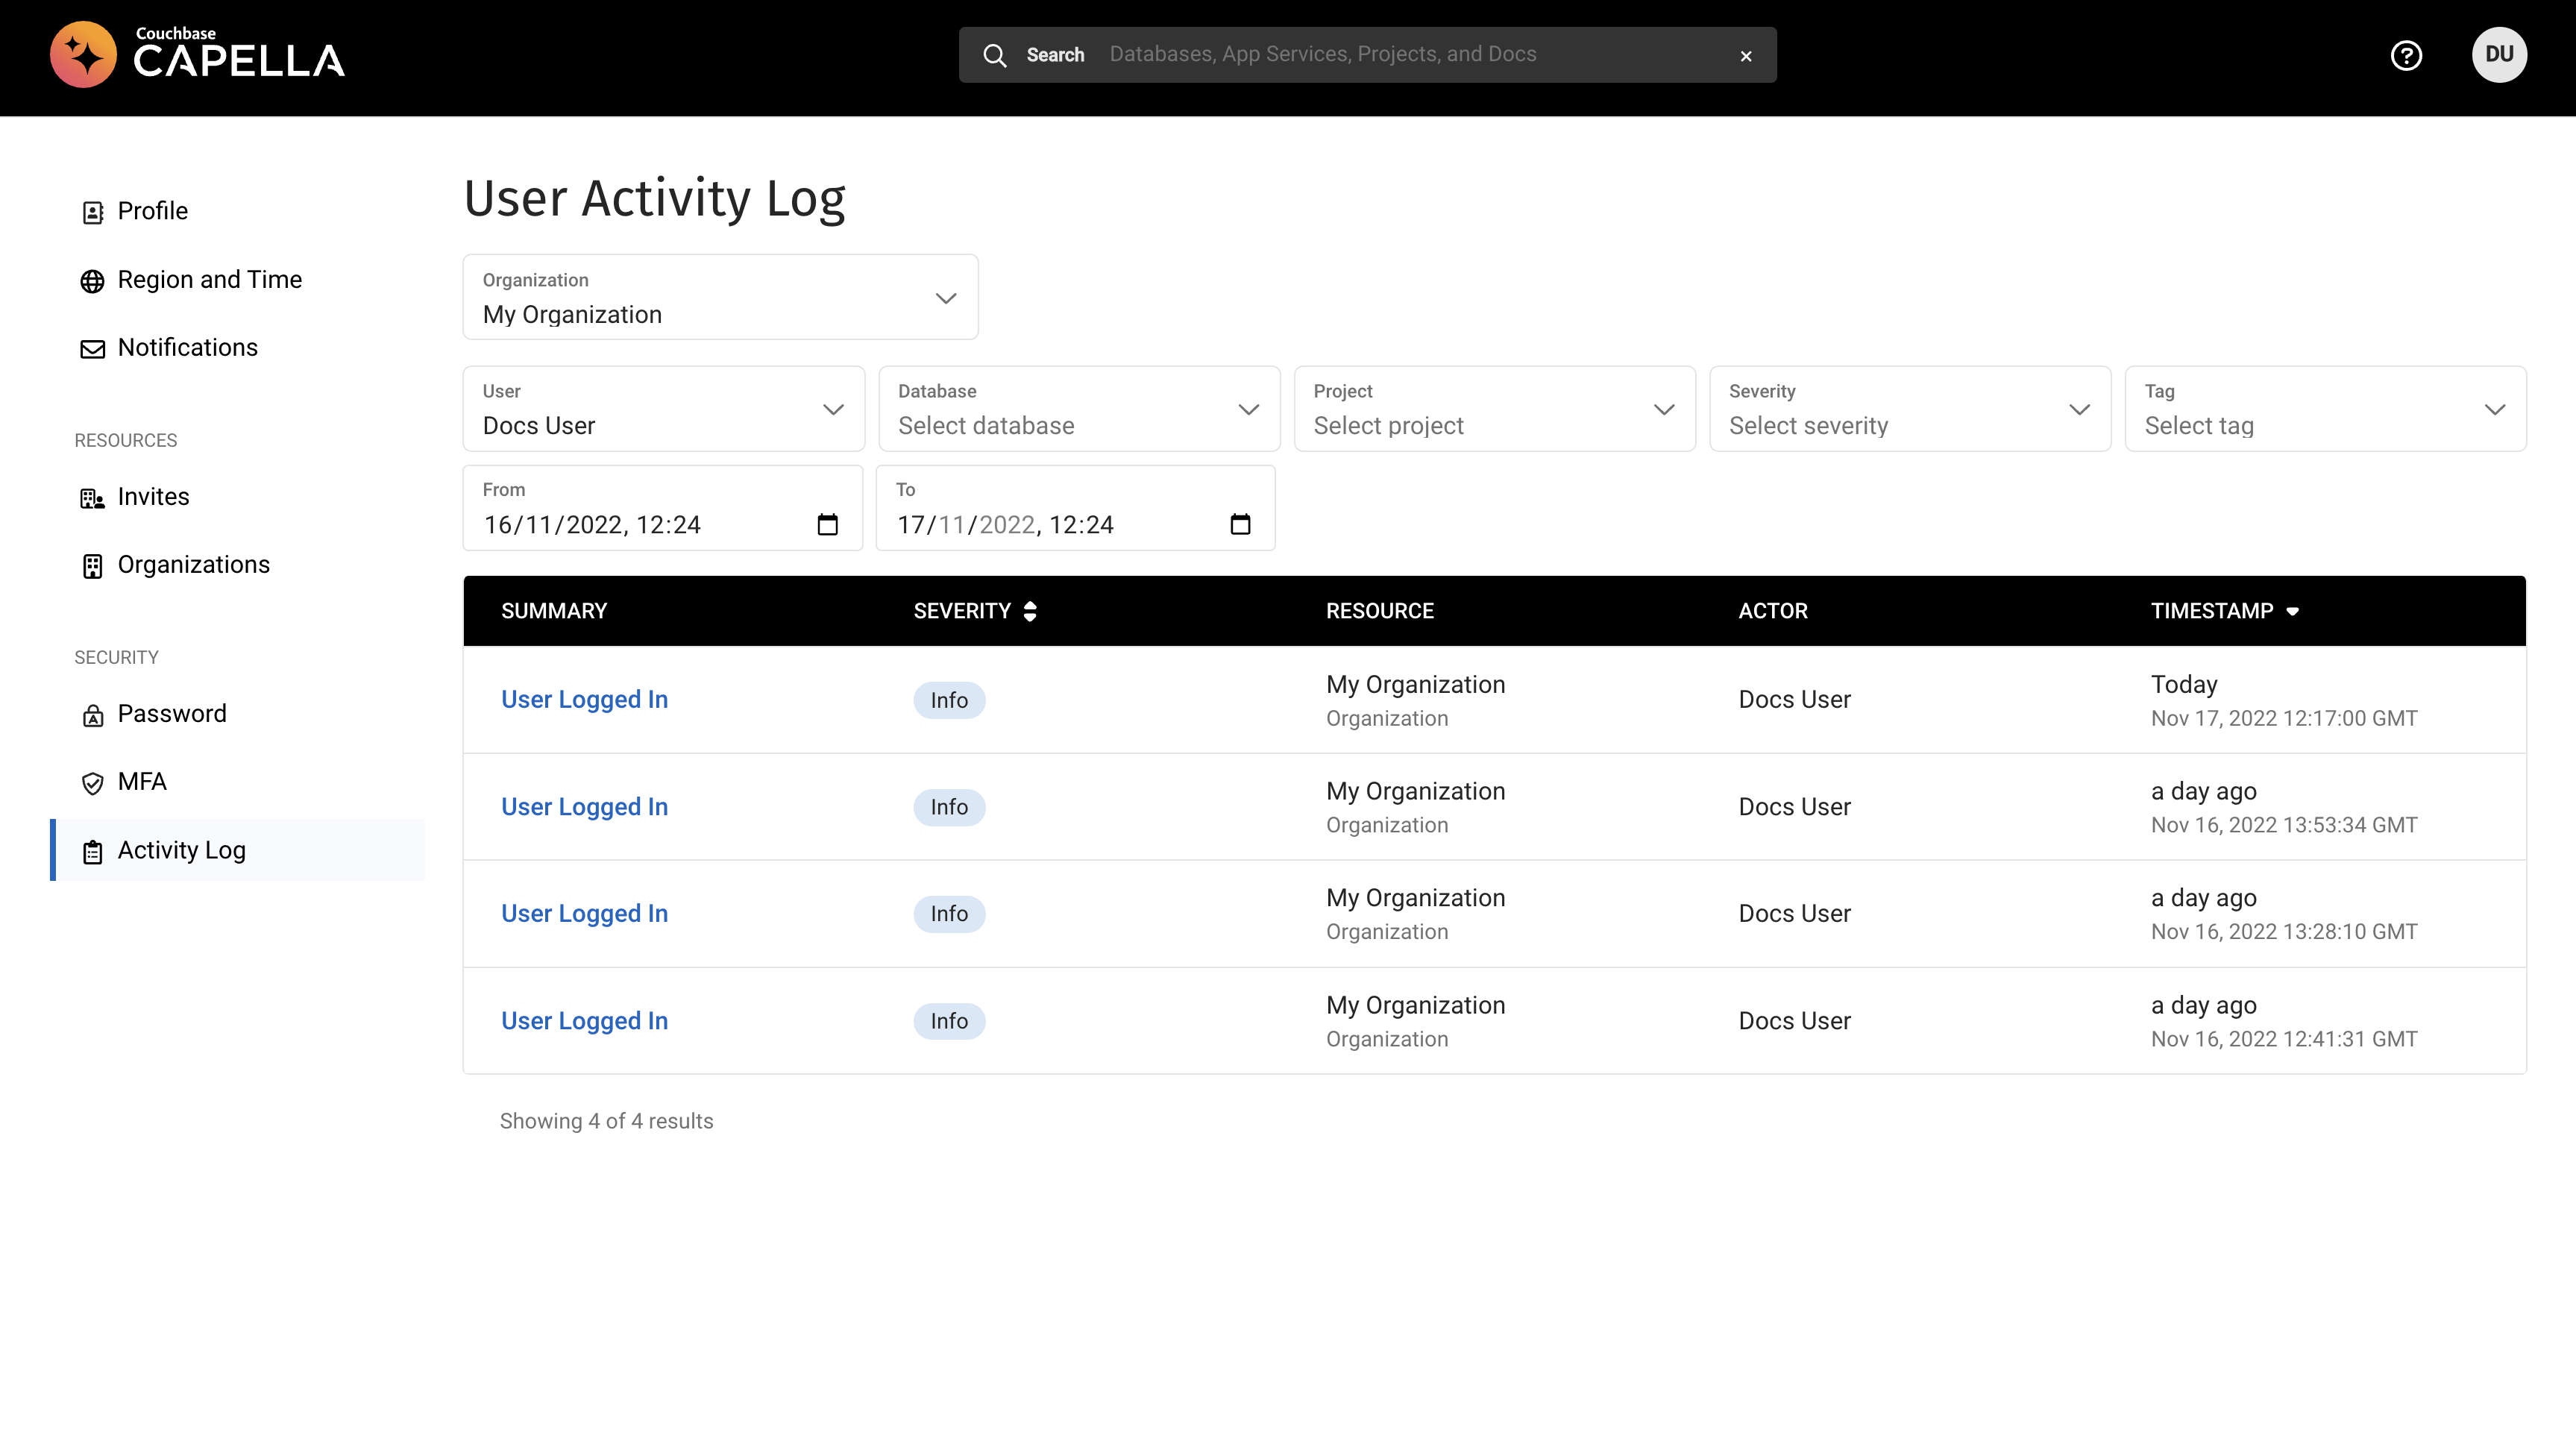 Couchbase
CAPELLA
Search Databases, App Services, Projects, and Docs
DU
Profile
Region and Time
Notifications
RESOURCES
Invites
Organizations
SECURITY
Password
MFA
Activity Log
User Activity Log
Organization
My Organization
User
Docs User
Database
Select database
Project
Select project
Severity
Select severity
Tag
Select tag
From
16/11/2022, 12:24
To
17/11/2022, 12:24
SUMMARY SEVERITY RESOURCE ACTOR TIMESTAMP
User Logged In Info My Organization Docs User Today
Organization Nov 17, 2022 12:17:00 GMT
User Logged In Info My Organization Docs User a day ago
Organization Nov 16, 2022 13:53:34 GMT
User Logged In Info My Organization Docs User a day ago
Organization Nov 16, 2022 13:28:10 GMT
User Logged In Info My Organization Docs User a day ago
Organization Nov 16, 2022 12:41:31 GMT
Showing 4 of 4 results